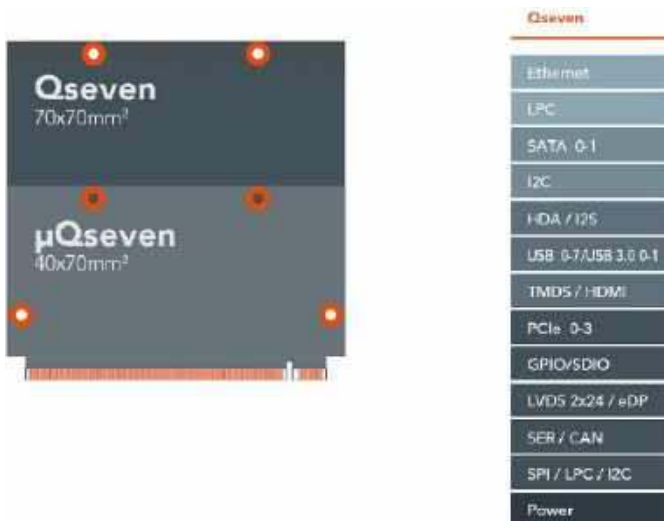 Qseven
70x70mm²
µQseven
40x70mm²
Qseven
Ethernet
LPC
SATA 0-1
I2C
HDA / I2S
USB 0-7/USB 3.0 0-1
TMDS / HDMI
PCIe 0-3
GPIO/SDIO
LVDS 2x24 / eDP
SER / CAN
SPI / LPC / I2C
Power